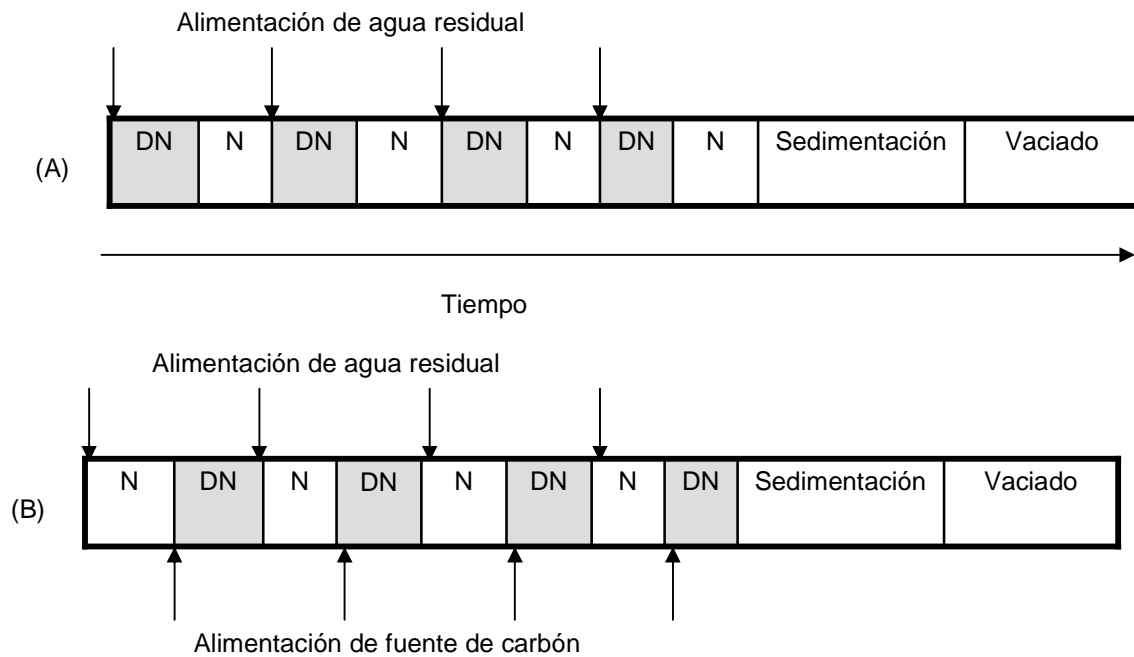 Alimentación de agua residual
DN N DN N DN N DN N Sedimentación Vaciado
(A)
Tiempo
Alimentación de agua residual
N DN N DN N DN N DN Sedimentación Vaciado
(B)
Alimentación de fuente de carbón